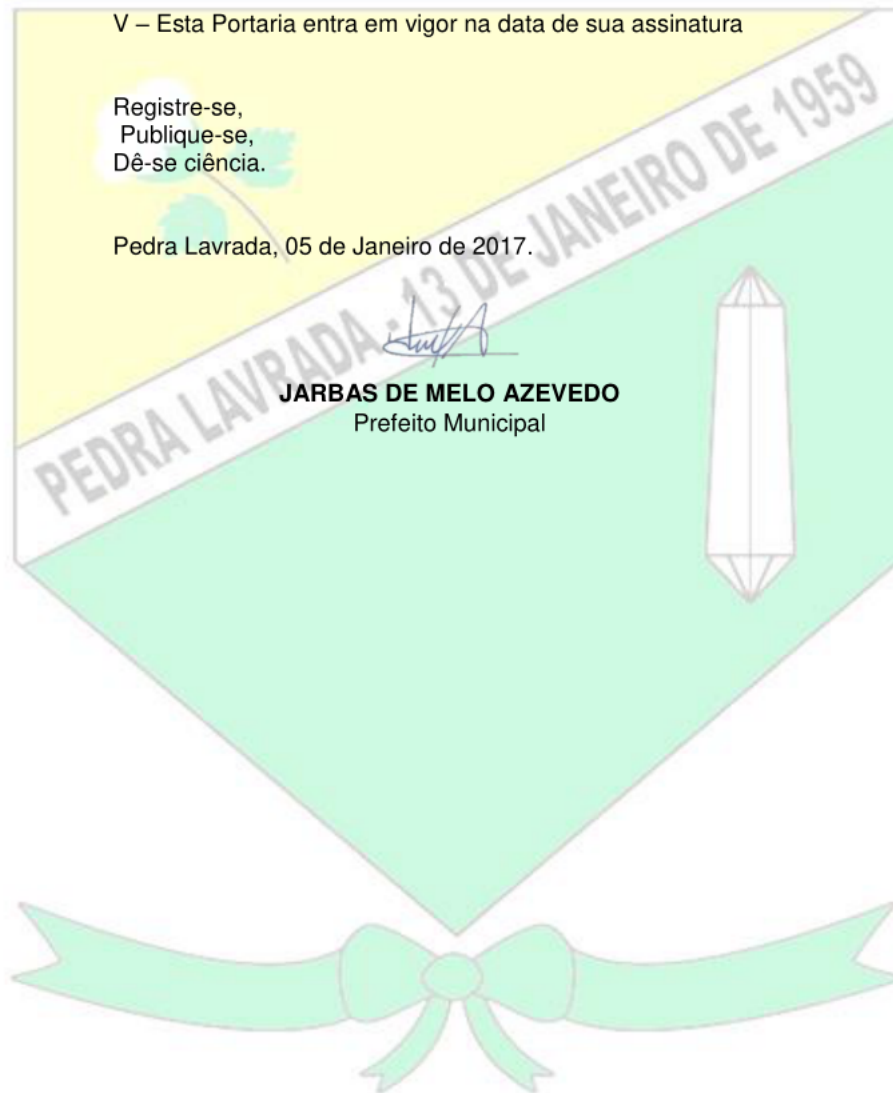 V – Esta Portaria entra em vigor na data de sua assinatura
Registre-se,
Publique-se,
Dê-se ciência.
Pedra Lavrada, 05 de Janeiro de 2017.
PEDRA LAVRADA - 13 DE JANEIRO DE 1959
JARBAS DE MELO AZEVEDO
Prefeito Municipal